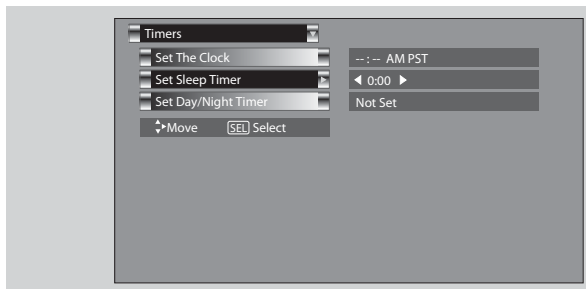 Timers
Set The Clock -- : -- AM PST
Set Sleep Timer 0:00
Set Day/Night Timer Not Set
Move SEL Select